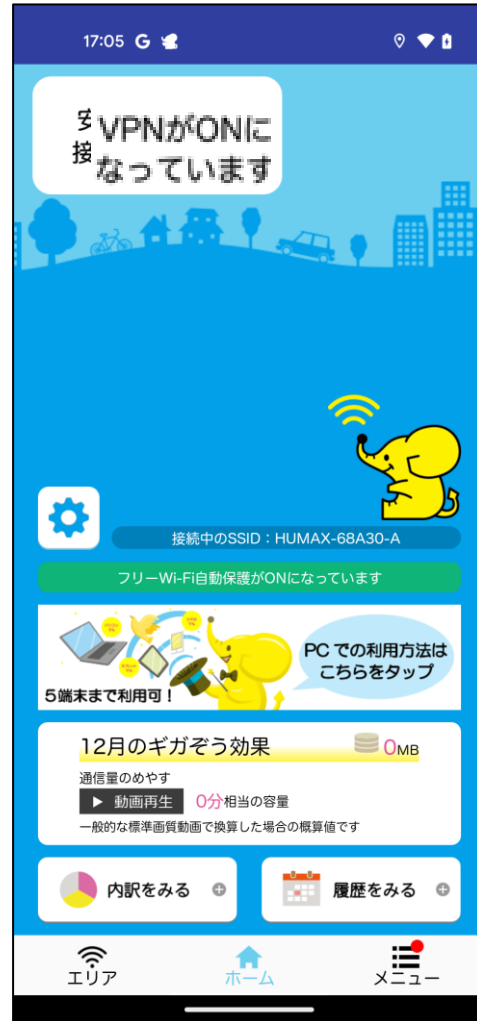 17:05 G
安
接
VPNがONに
なっています
接続中のSSID：HUMAX-68A30-A
フリーWi-Fi自動保護がONになっています
5端末まで利用可！
PCでの利用方法は
こちらをタップ
12月のギガぞう効果
0MB
通信量のめやす
▶ 動画再生 0分相当の容量
一般的な標準画質動画で換算した場合の概算値です
内訳をみる
履歴をみる
エリア
ホーム
メニュー